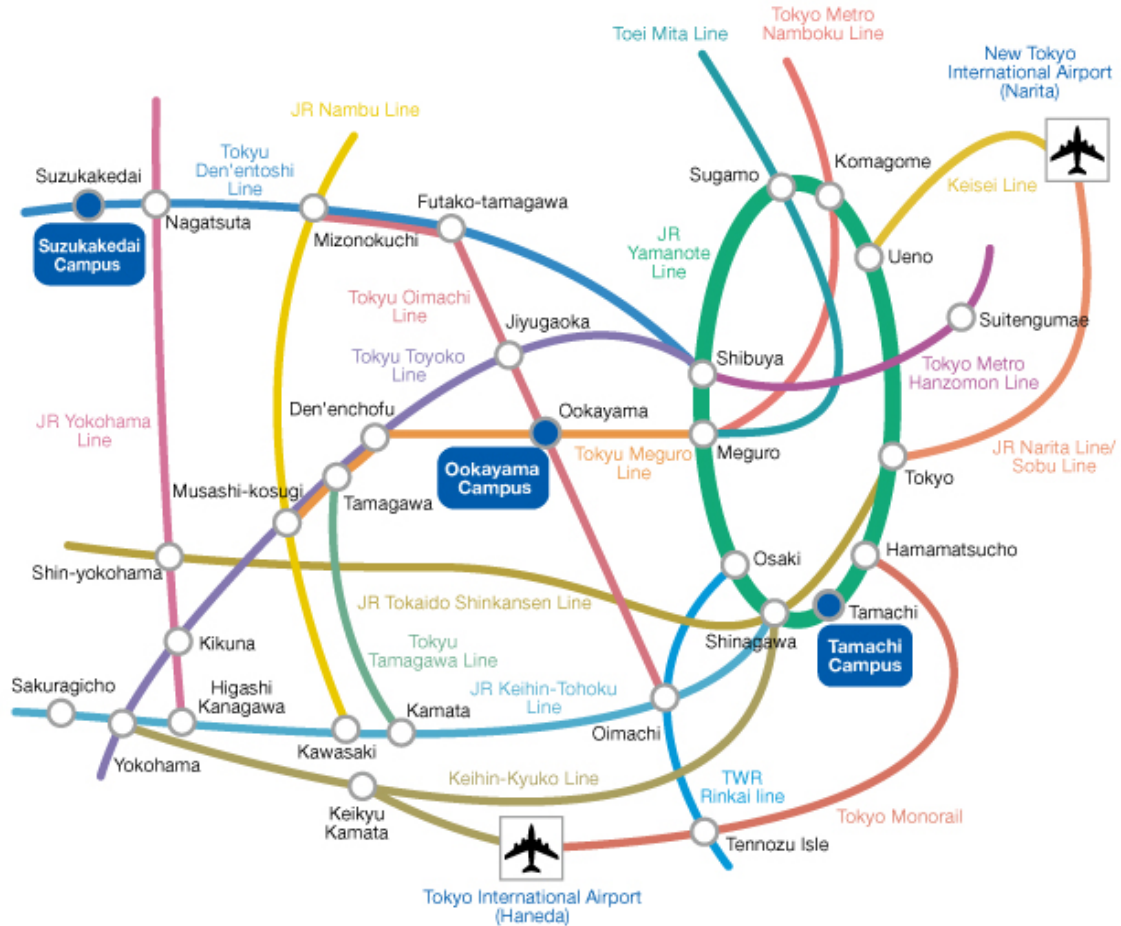 Toei Mita Line
Tokyo Metro
Namboku Line
New Tokyo
International Airport
(Narita)
JR Nambu Line
Tokyu
Den'entoshi
Line
Suzukakedai
Nagatsuta
Suzukakedai
Campus
Mizonokuchi
Futako-tamagawa
Sugamo
Komagome
Keisei Line
JR
Yamanote
Line
Ueno
Tokyu Oimachi
Line
Jiyugaoka
Suitengumae
Tokyu Toyoko
Line
Shibuya
Tokyo Metro
Hanzomon Line
JR Yokohama
Line
Den'enchofu
Ookayama
Ookayama
Campus
Tokyu Meguro
Line
Meguro
JR Narita Line/
Sobu Line
Tokyo
Musashi-kosugi
Tamagawa
Shin-yokohama
Osaki
Hamamatsucho
JR Tokaido Shinkansen Line
Shinagawa
Tamachi
Tamachi
Campus
Kikuna
Tokyu
Tamagawa Line
Sakuragicho
Higashi
Kanagawa
JR Keihin-Tohoku
Line
Kamata
Oimachi
Yokohama
Kawasaki
Keihin-Kyuko Line
TWR
Rinkai line
Keikyu
Kamata
Tokyo Monorail
Tennozu Isle
Tokyo International Airport
(Haneda)